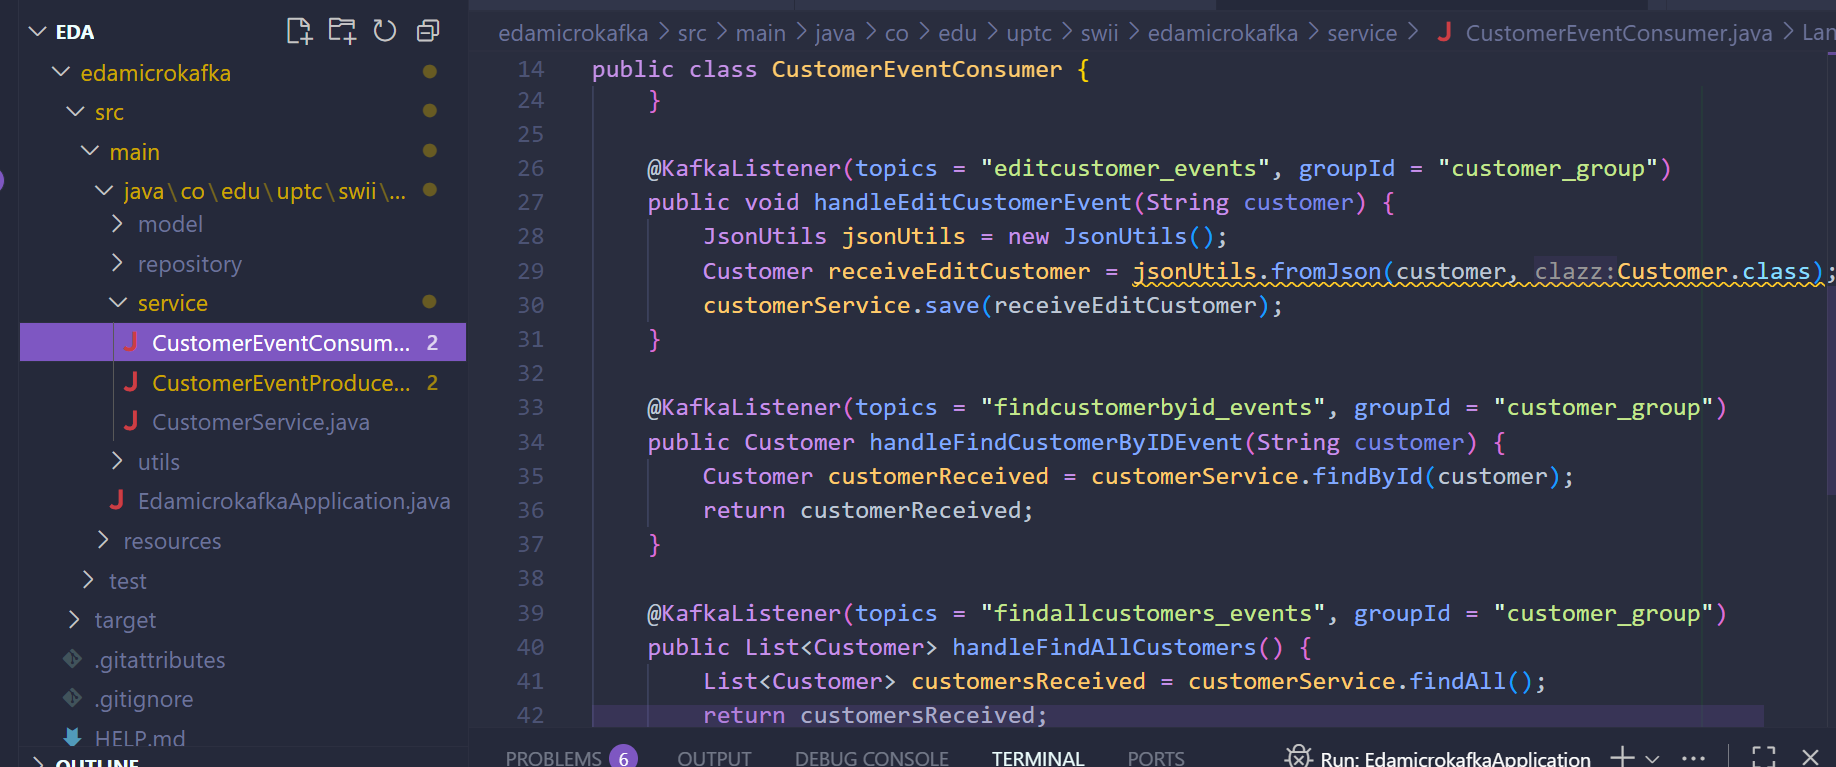 EDA
edamicrokafka
src
main
java\co\edu\uptc\swii\...
model
repository
service
CustomerEventConsum... 2
CustomerEventProduce... 2
CustomerService.java
utils
EdamicrokafkaApplication.java
resources
test
target
.gitattributes
.gitignore
HELP.md
OUTLINE
edamicrokafka > src > main > java > co > edu > uptc > swii > edamicrokafka > service > CustomerEventConsumer.java > Lan
14 public class CustomerEventConsumer {
24 }
25
26 @KafkaListener(topics = "editcustomer_events", groupId = "customer_group")
27 public void handleEditCustomerEvent(String customer) {
28 JsonUtils jsonUtils = new JsonUtils();
29 Customer receiveEditCustomer = jsonUtils.fromJson(customer, clazz:Customer.class);
30 customerService.save(receiveEditCustomer);
31 }
32
33 @KafkaListener(topics = "findcustomerbyid_events", groupId = "customer_group")
34 public Customer handleFindCustomerByIDEvent(String customer) {
35 Customer customerReceived = customerService.findById(customer);
36 return customerReceived;
37 }
38
39 @KafkaListener(topics = "findallcustomers_events", groupId = "customer_group")
40 public List<Customer> handleFindAllCustomers() {
41 List<Customer> customersReceived = customerService.findAll();
42 return customersReceived;
PROBLEMS 6 OUTPUT DEBUG CONSOLE TERMINAL PORTS Run: EdamicrokafkaApplication